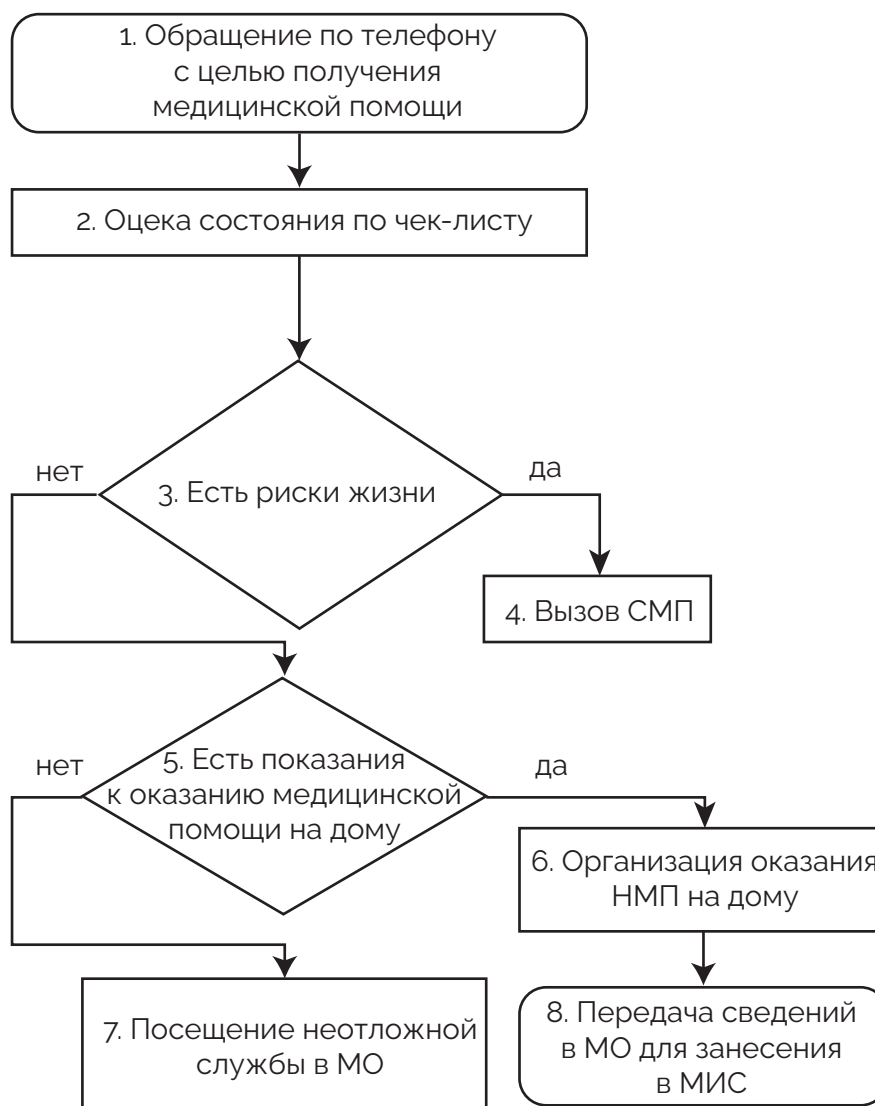 1. Обращение по телефону
с целью получения
медицинской помощи
2. Оцека состояния по чек-листу
3. Есть риски жизни
нет
да
4. Вызов СМП
5. Есть показания
к оказанию медицинской
помощи на дому
нет
да
6. Организация оказания
НМП на дому
7. Посещение неотложной
службы в МО
8. Передача сведений
в МО для занесения
в МИС